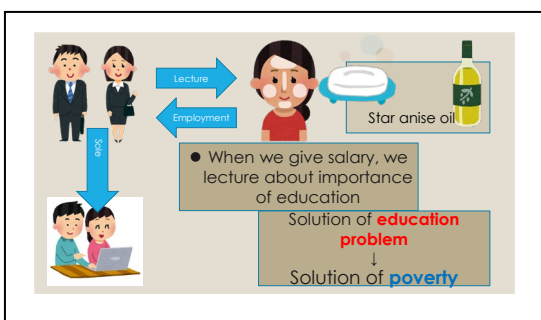 Lecture
Employment
Sole
Star anise oil
● When we give salary, we
lecture about importance
of education
Solution of education
problem
↓
Solution of poverty